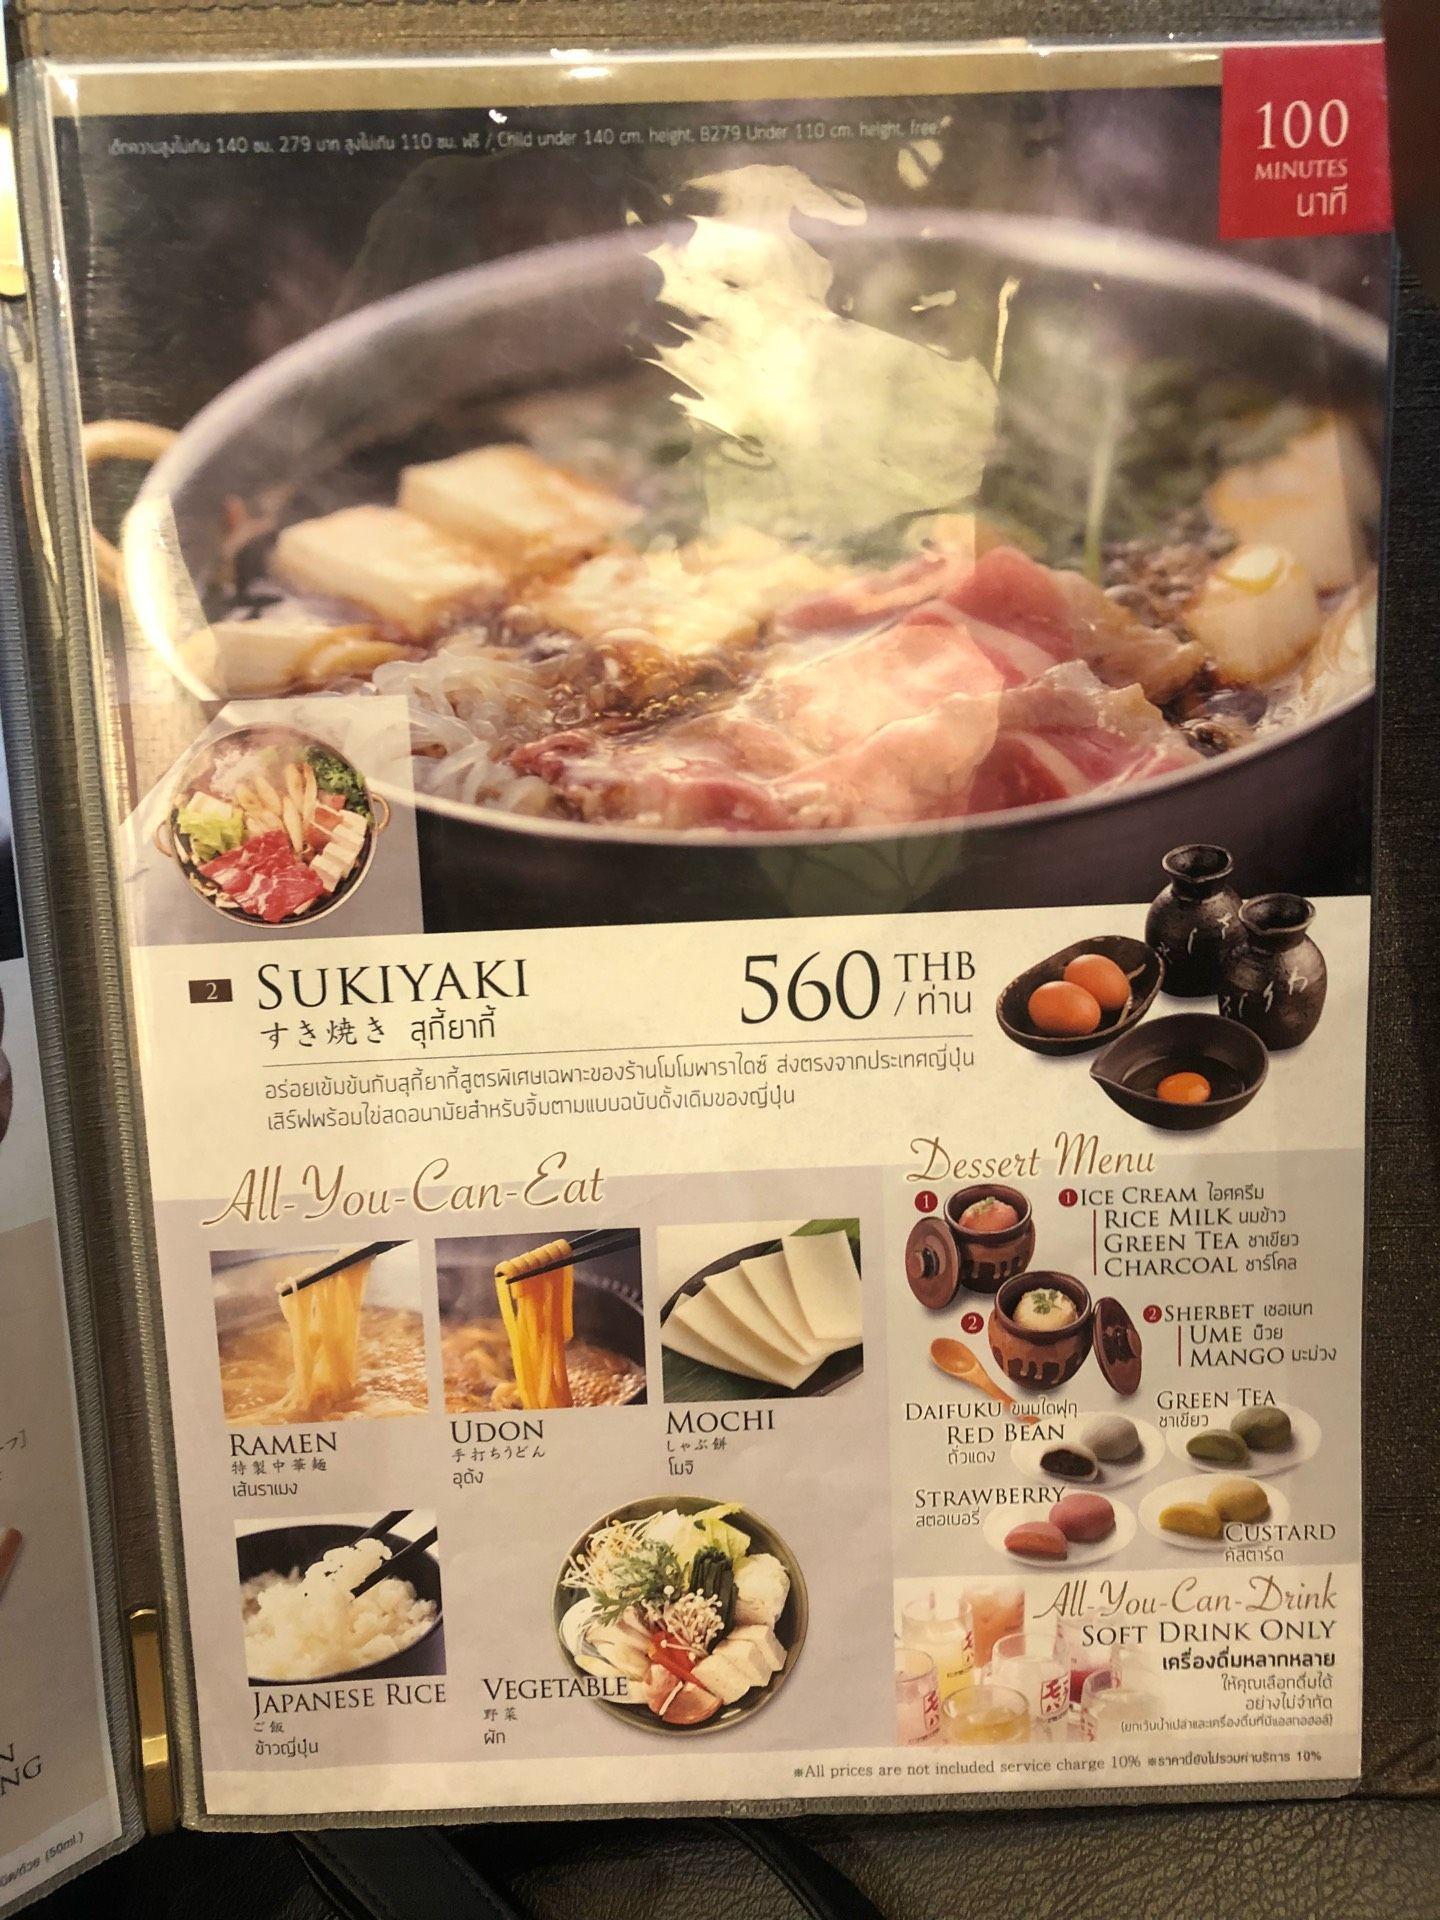 เด็กความสูงไม่เกิน 140 ซม. 279 บาท สูงไม่เกิน 110 ซม. ฟรี / Child under 140 cm. height, B279 Under 110 cm. height, free.
100
MINUTES
นาที
2
SUKIYAKI
すき焼き สุกี้ยากี้
560 THB
/ ท่าน
อร่อยเข้มข้นกับสุกี้ยากี้สูตรพิเศษเฉพาะของร้านโมโมพาราไดซ์ ส่งตรงจากประเทศญี่ปุ่น
เสิร์ฟพร้อมไข่สดอนามัยสำหรับจิ้มตามแบบฉบับดั้งเดิมของญี่ปุ่น
All-You-Can-Eat
RAMEN
特製中華麺
เส้นราเมง
UDON
手打ちうどん
อุด้ง
MOCHI
しゃぶ餅
โมจิ
JAPANESE RICE
ご飯
ข้าวญี่ปุ่น
VEGETABLE
野菜
ผัก
Dessert Menu
1
1 ICE CREAM ไอศครีม
RICE MILK นมข้าว
GREEN TEA ชาเขียว
CHARCOAL ชาร์โคล
2
2 SHERBET เชอเบท
UME บ๊วย
MANGO มะม่วง
DAIFUKU ขนมไดฟุกุ
RED BEAN
ถั่วแดง
GREEN TEA
ชาเขียว
STRAWBERRY
สตอเบอรี่
CUSTARD
คัสตาร์ด
All-You-Can-Drink
SOFT DRINK ONLY
เครื่องดื่มหลากหลาย
ให้คุณเลือกดื่มได้
อย่างไม่จำกัด
(ยกเว้นน้ำเปล่าและเครื่องดื่มที่มีแอลกอฮอล์)
※All prices are not included service charge 10% ※ราคานี้ยังไม่รวมค่าบริการ 10%
NG
(50ml.)